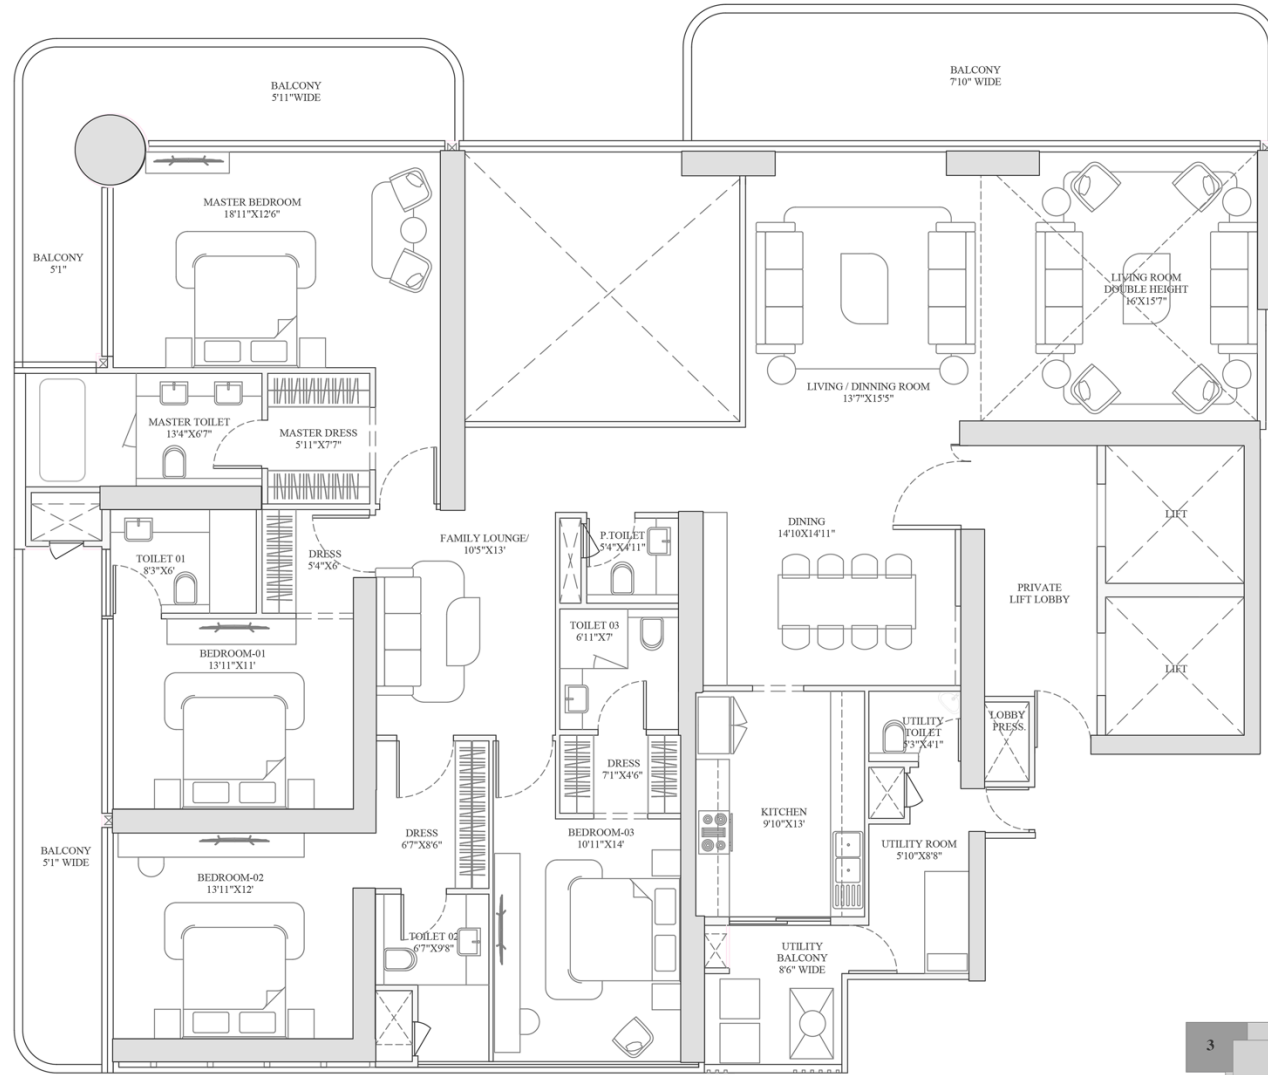 BALCONY
7'10" WIDE
BALCONY
5'11"WIDE
MASTER BEDROOM
18'11"X12'6"
BALCONY
5'1"
LIVING ROOM
DOUBLE HEIGHT
16'X15'7"
LIVING / DINNING ROOM
13'7"X15'5"
MASTER TOILET
13'4"X6'7"
MASTER DRESS
5'11"X7'7"
LIFT
DINING
14'10X14'11"
FAMILY LOUNGE/
10'5"X13'
P.TOILET
5'4"X4'11"
TOILET 01
8'3"X6'
DRESS
5'4"X6'
PRIVATE
LIFT LOBBY
TOILET 03
6'11"X7'
BEDROOM-01
13'11"X11'
LIFT
LOBBY
PRESS.
UTILITY
TOILET
5'3"X4'1"
DRESS
7'1"X4'6"
KITCHEN
9'10"X13'
DRESS
6'7"X8'6"
BEDROOM-03
10'11"X14'
UTILITY ROOM
5'10"X8'8"
BALCONY
5'1" WIDE
BEDROOM-02
13'11"X12'
TOILET 02
6'7"X9'8"
UTILITY
BALCONY
8'6" WIDE
3